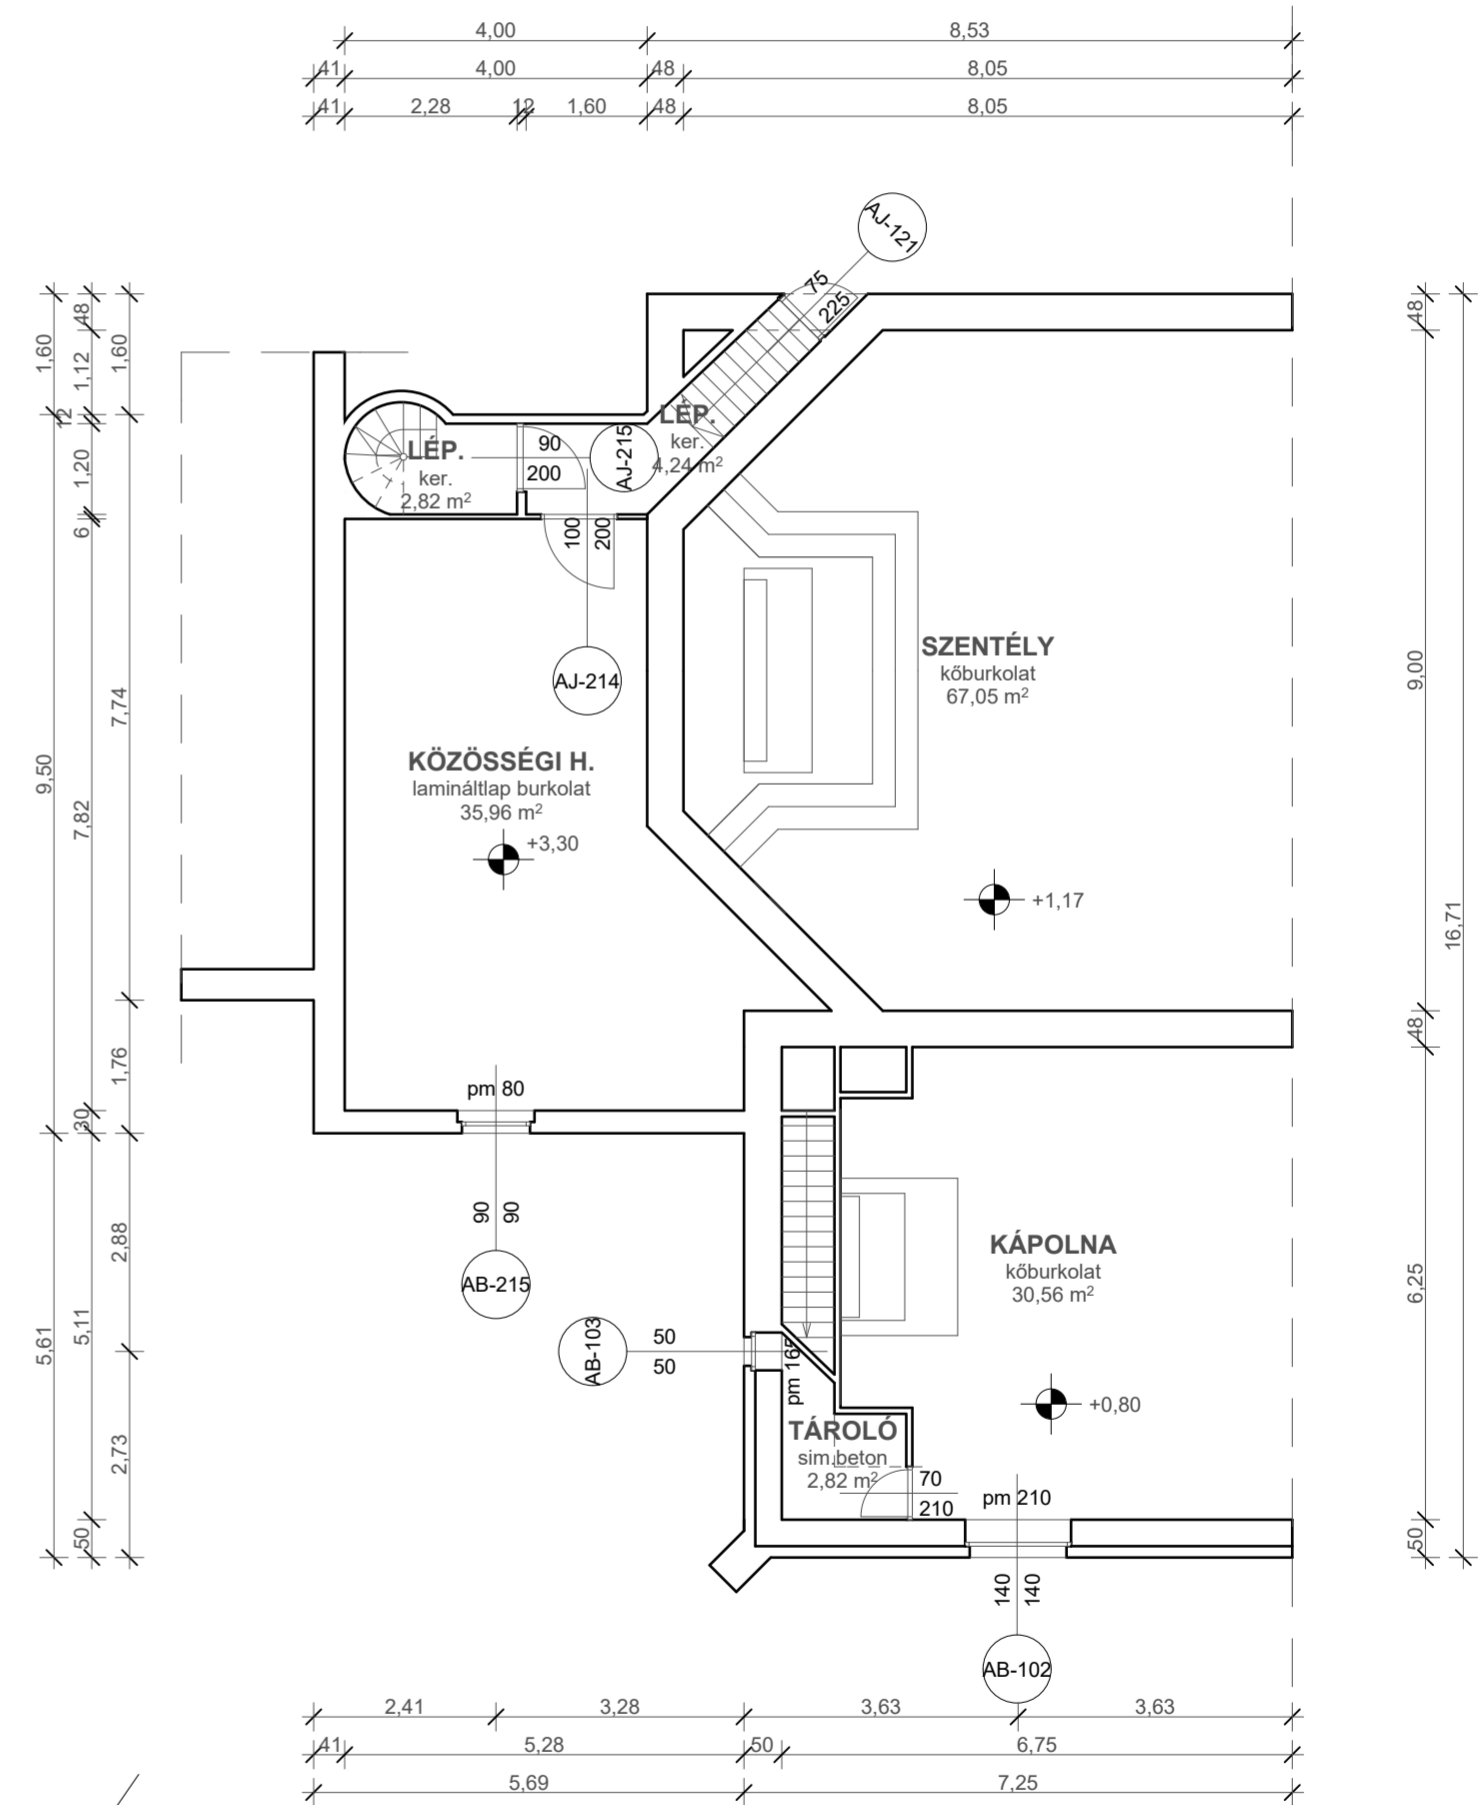 4,00
8,53
41
4,00
48
8,05
41
2,28
12
1,60
48
8,05
AJ-121
75
225
1,60
48
1,12
1,60
12
1,20
6
LÉP.
ker.
2,82 m²
90
200
AJ-215
LÉP.
ker.
4,24 m²
100
200
AJ-214
SZENTÉLY
kőburkolat
67,05 m²
+1,17
KÖZÖSSÉGI H.
lamináltlap burkolat
35,96 m²
+3,30
9,50
7,82
7,74
1,76
30
48
9,00
48
16,71
6,25
50
pm 80
90
90
AB-215
AB-103
50
50
pm 165
KÁPOLNA
kőburkolat
30,56 m²
+0,80
TÁROLÓ
sim.beton
2,82 m²
70
210
pm 210
140
140
AB-102
5,61
5,11
2,88
2,73
50
2,41
3,28
3,63
3,63
41
5,28
50
6,75
5,69
7,25